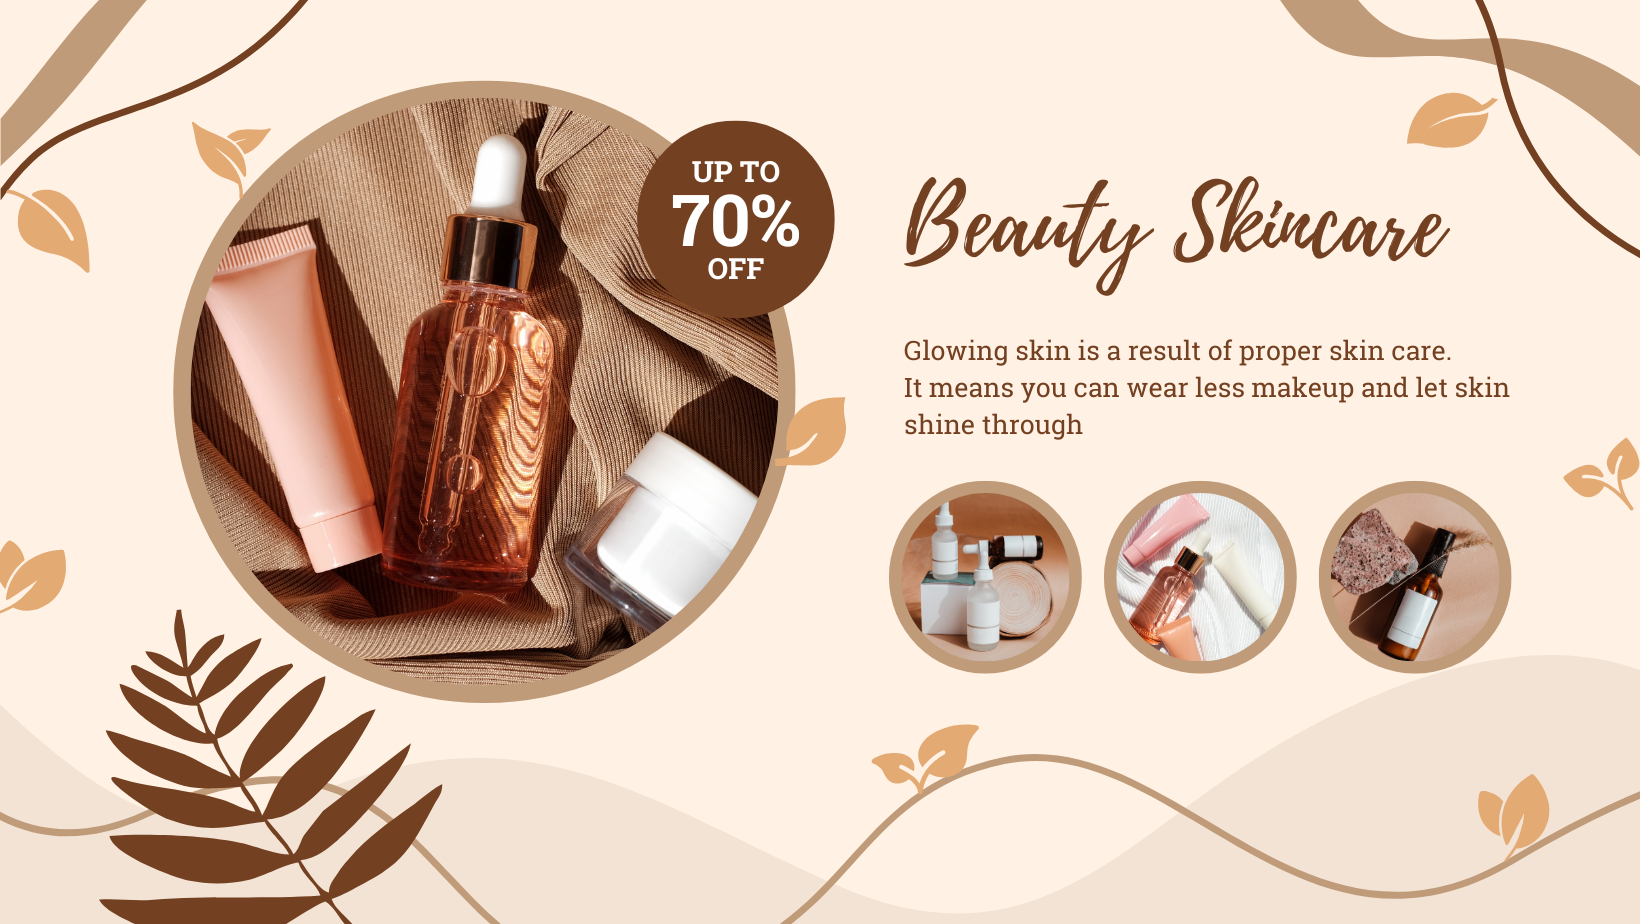 UP TO
70%
OFF
Beauty Skincare
Glowing skin is a result of proper skin care.
It means you can wear less makeup and let skin
shine through